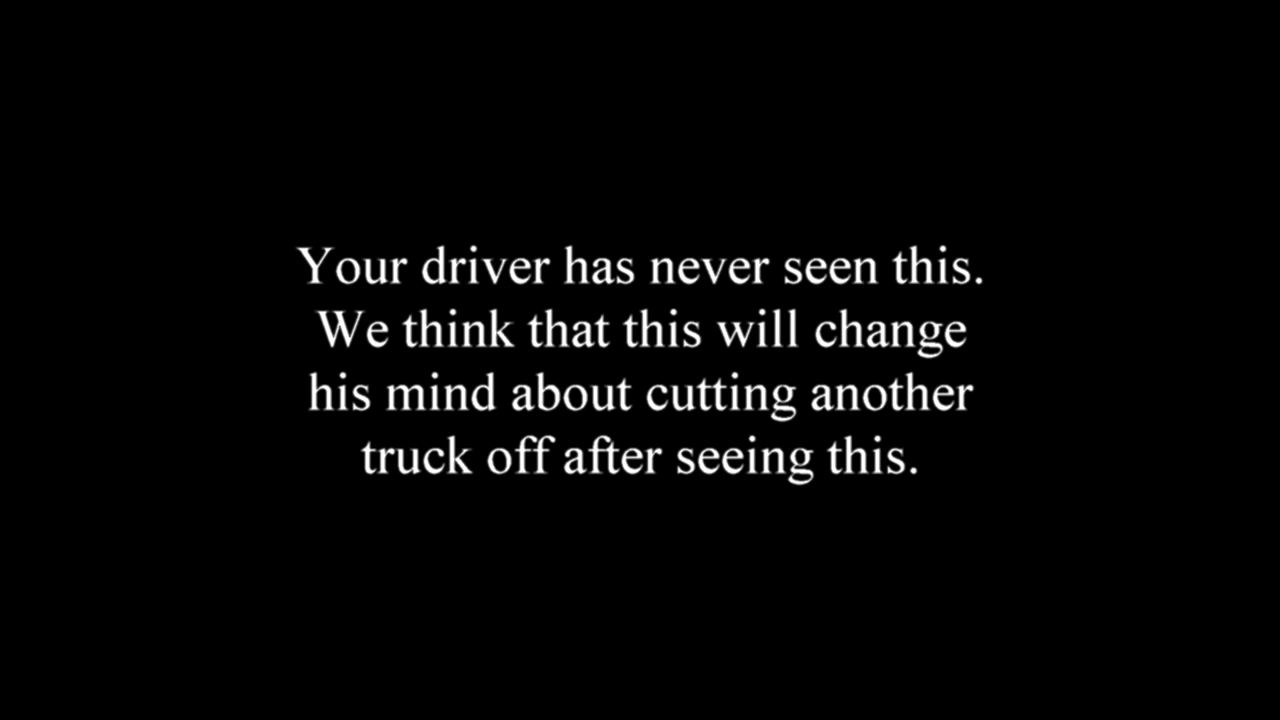 Your driver has never seen this.
We think that this will change
his mind about cutting another
truck off after seeing this.